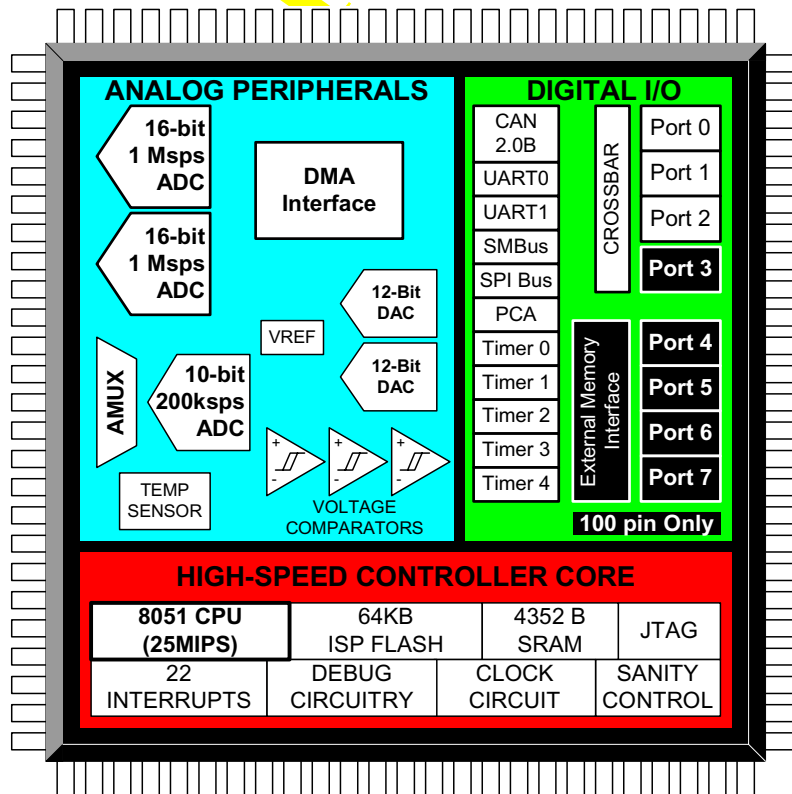 ANALOG PERIPHERALS
16-bit
1 Msps
ADC
DMA
Interface
16-bit
1 Msps
ADC
12-Bit
DAC
VREF
12-Bit
DAC
AMUX
10-bit
200ksps
ADC
+
-
+
-
+
-
TEMP
SENSOR
VOLTAGE
COMPARATORS
DIGITAL I/O
CAN
2.0B
UART0
UART1
SMBus
SPI Bus
PCA
Timer 0
Timer 1
Timer 2
Timer 3
Timer 4
CROSSBAR
Port 0
Port 1
Port 2
Port 3
External Memory
Interface
Port 4
Port 5
Port 6
Port 7
100 pin Only
HIGH-SPEED CONTROLLER CORE
8051 CPU
(25MIPS)
64KB
ISP FLASH
4352 B
SRAM
JTAG
22
INTERRUPTS
DEBUG
CIRCUITRY
CLOCK
CIRCUIT
SANITY
CONTROL